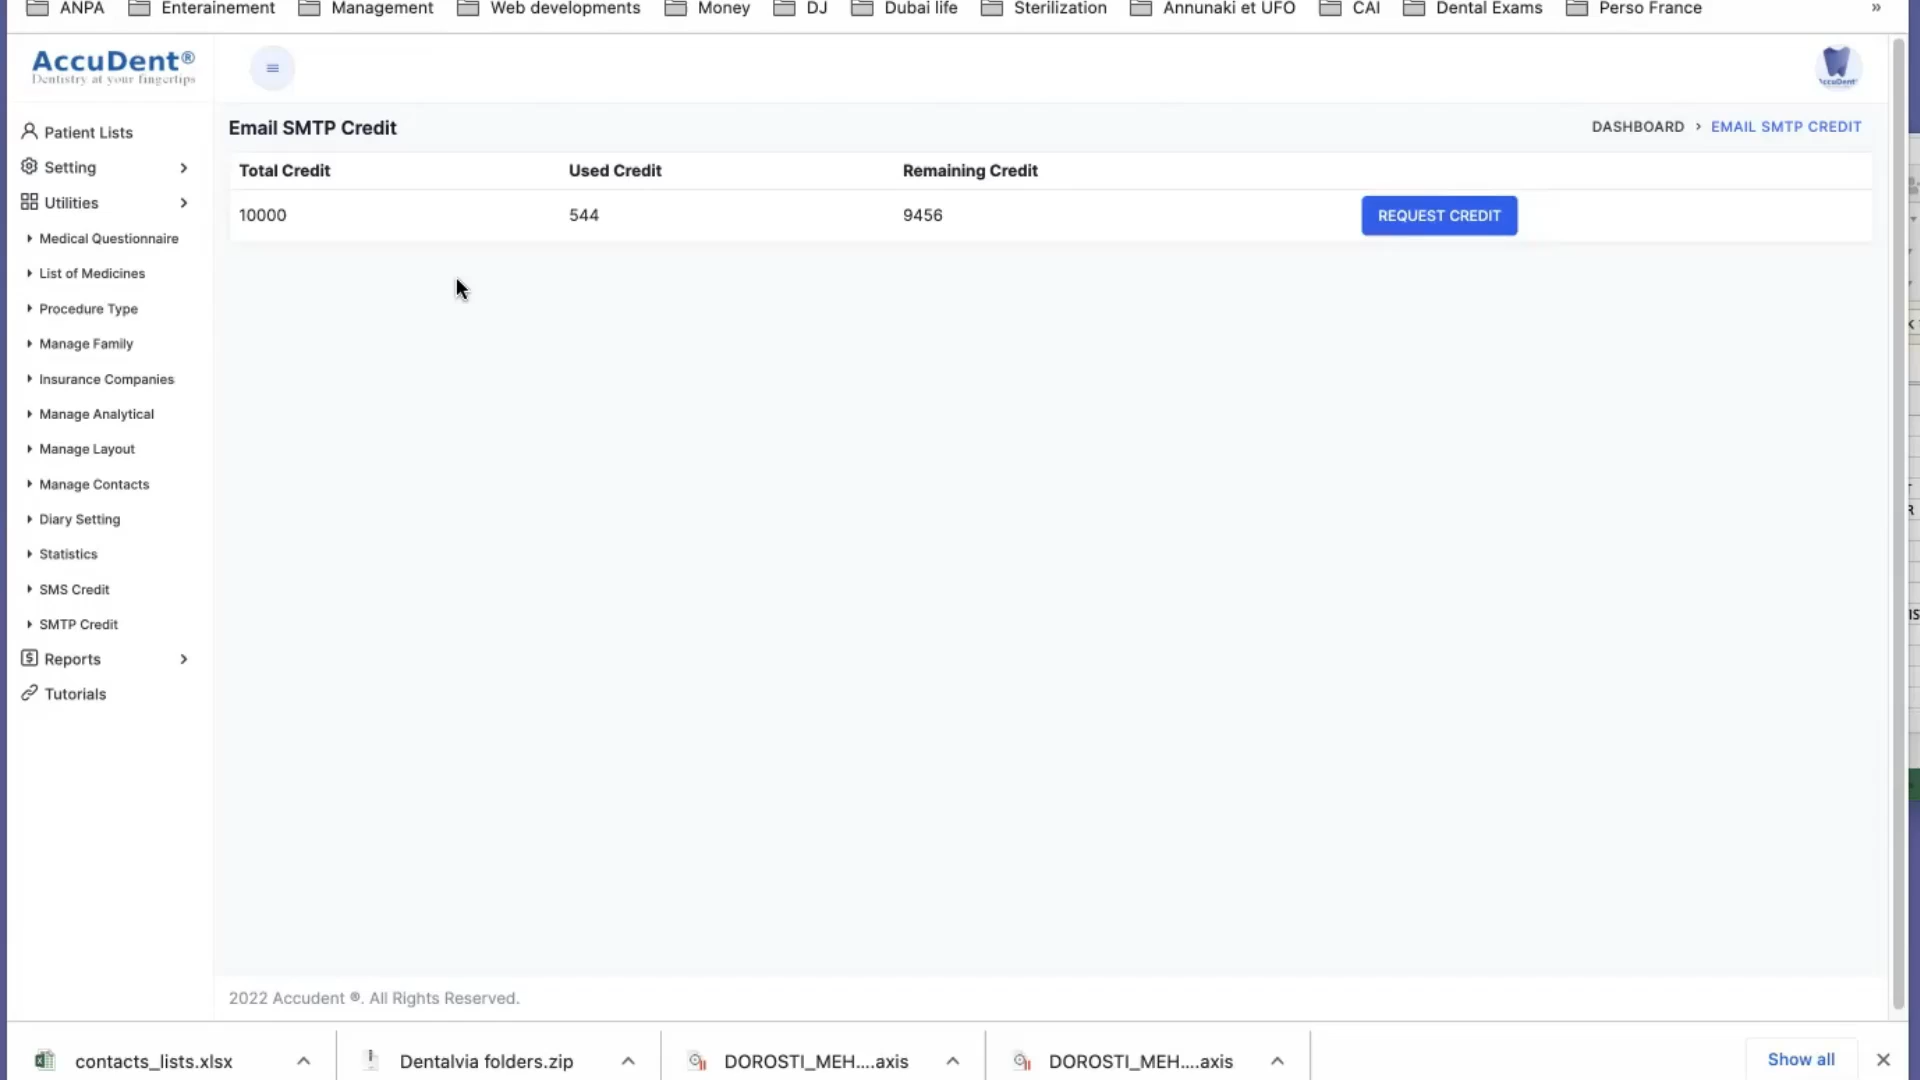 ANPA Enterainement Management Web developments Money DJ Dubai life Sterilization Annunaki et UFO CAI Dental Exams Perso France »
AccuDent®
Dentistry at your fingertips
AccuDent
Patient Lists
Setting
Utilities
Medical Questionnaire
List of Medicines
Procedure Type
Manage Family
Insurance Companies
Manage Analytical
Manage Layout
Manage Contacts
Diary Setting
Statistics
SMS Credit
SMTP Credit
Reports
Tutorials
Email SMTP Credit
DASHBOARD > EMAIL SMTP CREDIT
Total Credit Used Credit Remaining Credit
10000 544 9456 REQUEST CREDIT
2022 Accudent ®. All Rights Reserved.
contacts_lists.xlsx Dentalvia folders.zip DOROSTI_MEH....axis DOROSTI_MEH....axis Show all